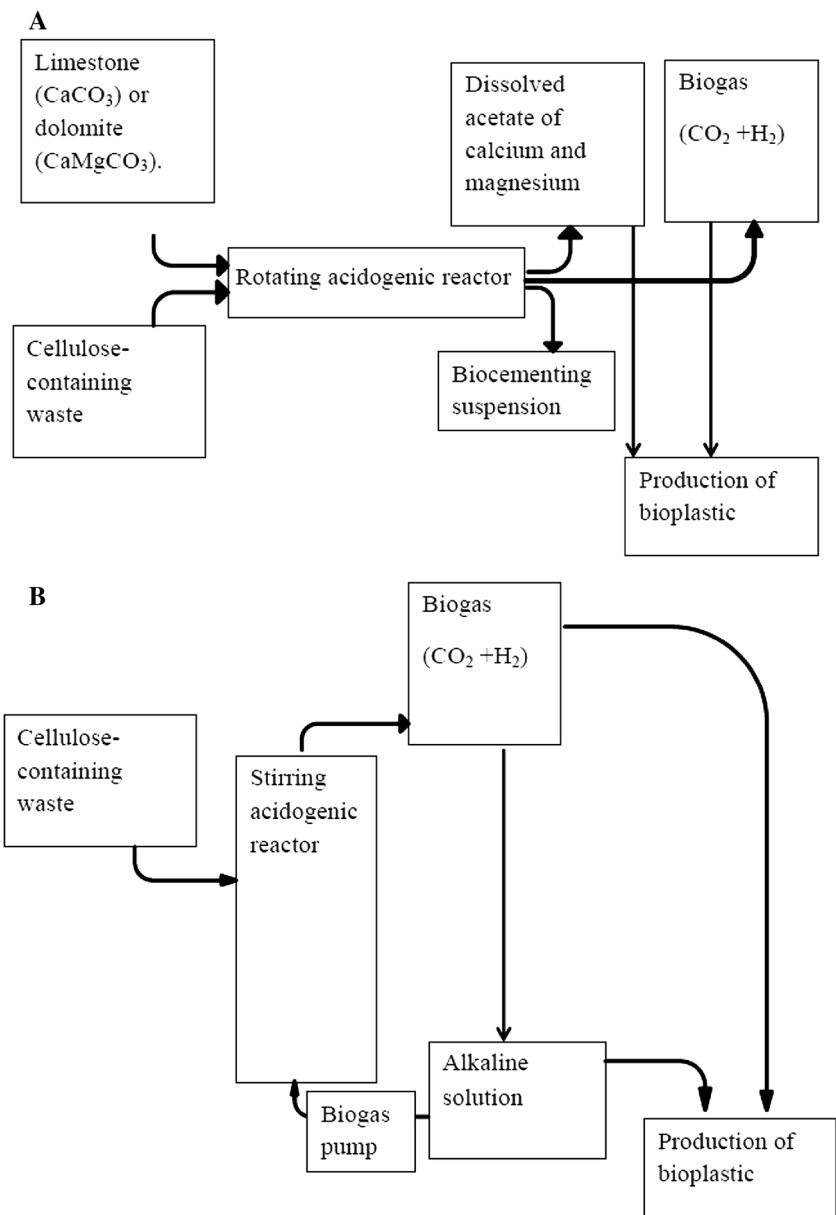 A
Limestone
(CaCO₃) or
dolomite
(CaMgCO₃).
Dissolved
acetate of
calcium and
magnesium
Biogas
(CO₂ +H₂)
Rotating acidogenic reactor
Cellulose-
containing
waste
Biocementing
suspension
Production of
bioplastic
B
Biogas
(CO₂ +H₂)
Cellulose-
containing
waste
Stirring
acidogenic
reactor
Alkaline
solution
Biogas
pump
Production of
bioplastic